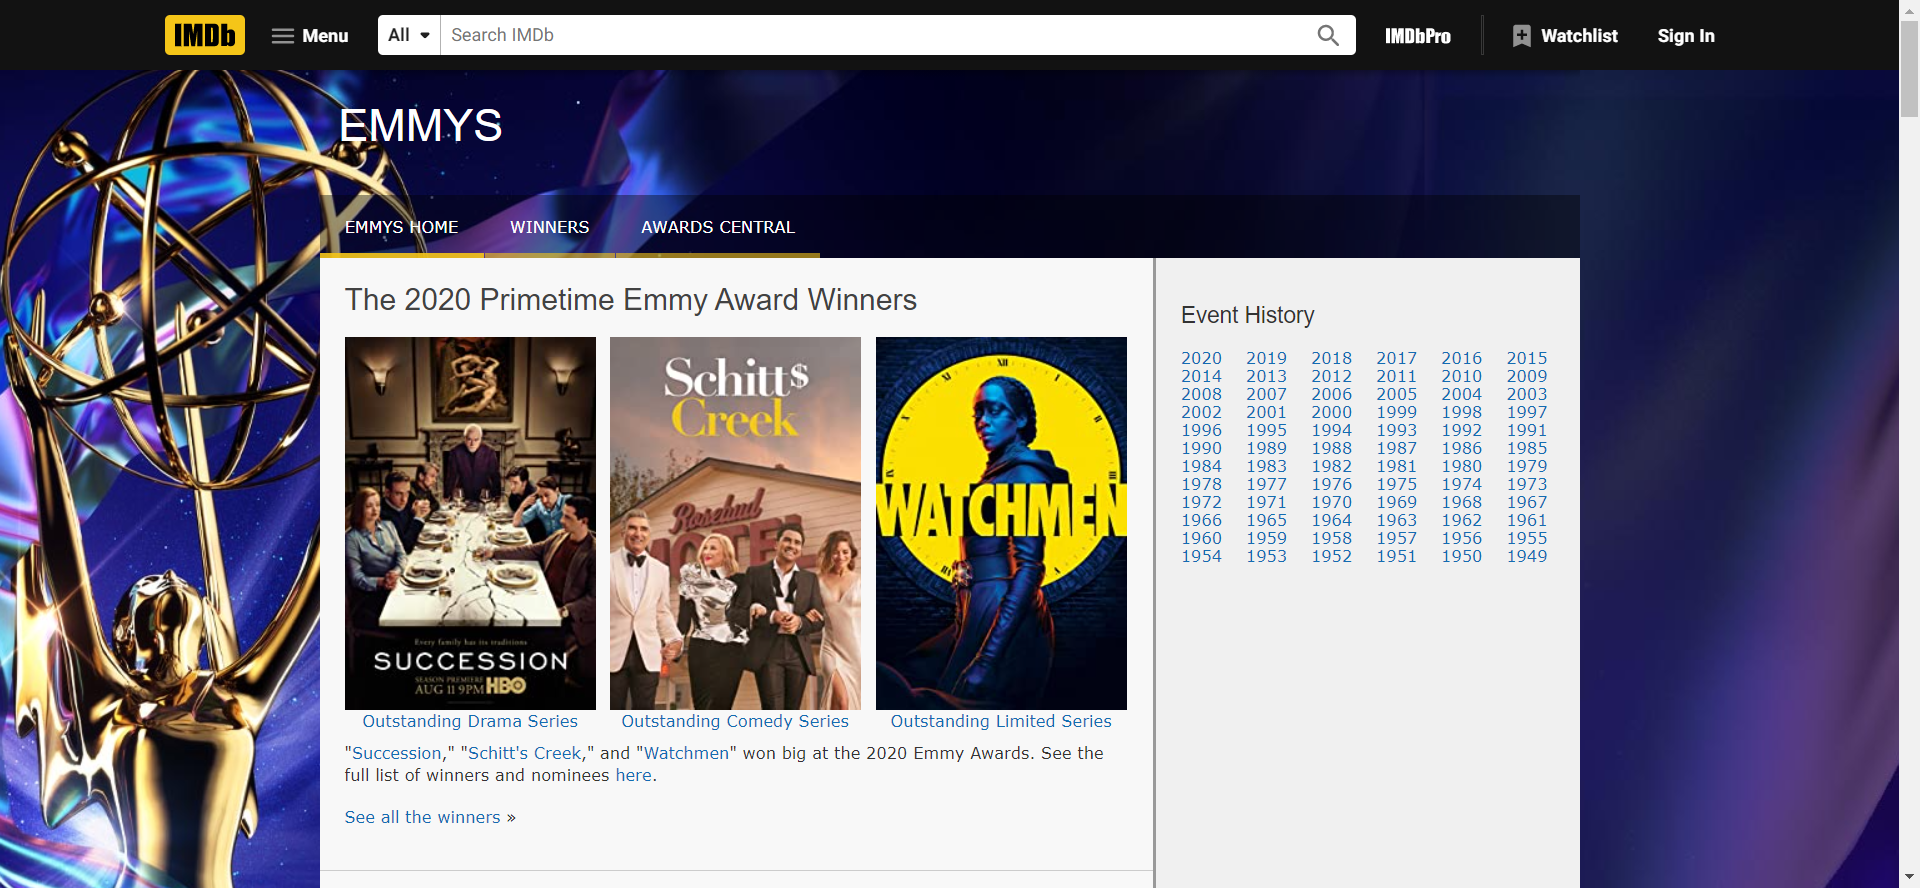 IMDb Menu All Search IMDb IMDbPro Watchlist Sign In
EMMYS
EMMYS HOME WINNERS AWARDS CENTRAL
The 2020 Primetime Emmy Award Winners
Every family has its traditions
SUCCESSION
SEASON PREMIERE
AUG 11 9PM HBO
Schitt$
Creek
Rosebud
MOTEL
WATCHMEN
Outstanding Drama Series Outstanding Comedy Series Outstanding Limited Series
"Succession," "Schitt's Creek," and "Watchmen" won big at the 2020 Emmy Awards. See the
full list of winners and nominees here.
See all the winners »
Event History
2020 2019 2018 2017 2016 2015
2014 2013 2012 2011 2010 2009
2008 2007 2006 2005 2004 2003
2002 2001 2000 1999 1998 1997
1996 1995 1994 1993 1992 1991
1990 1989 1988 1987 1986 1985
1984 1983 1982 1981 1980 1979
1978 1977 1976 1975 1974 1973
1972 1971 1970 1969 1968 1967
1966 1965 1964 1963 1962 1961
1960 1959 1958 1957 1956 1955
1954 1953 1952 1951 1950 1949